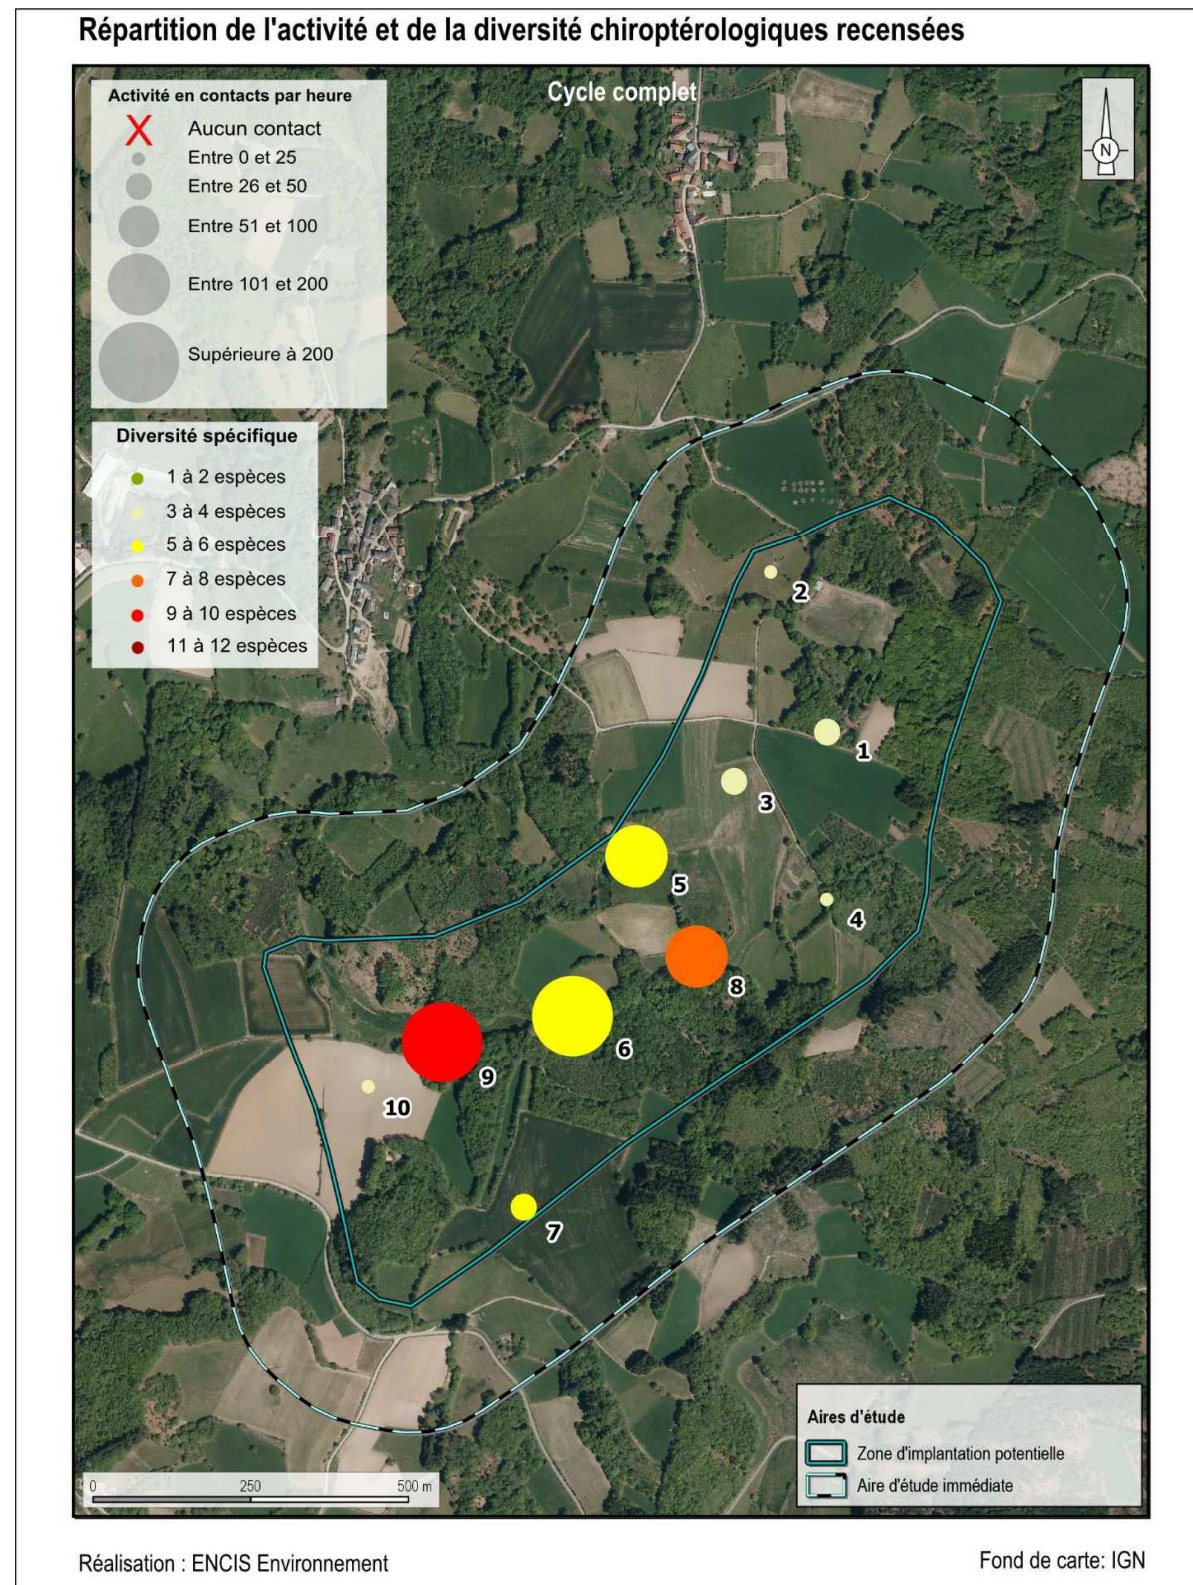 Répartition de l'activité et de la diversité chiroptérologiques recensées
Cycle complet
Activité en contacts par heure
Aucun contact
Entre 0 et 25
Entre 26 et 50
Entre 51 et 100
Entre 101 et 200
Supérieure à 200
N
Diversité spécifique
1 à 2 espèces
3 à 4 espèces
5 à 6 espèces
7 à 8 espèces
9 à 10 espèces
11 à 12 espèces
2
1
3
5
4
8
6
9
10
7
Aires d'étude
Zone d'implantation potentielle
Aire d'étude immédiate
0 250 500 m
Réalisation : ENCIS Environnement
Fond de carte: IGN